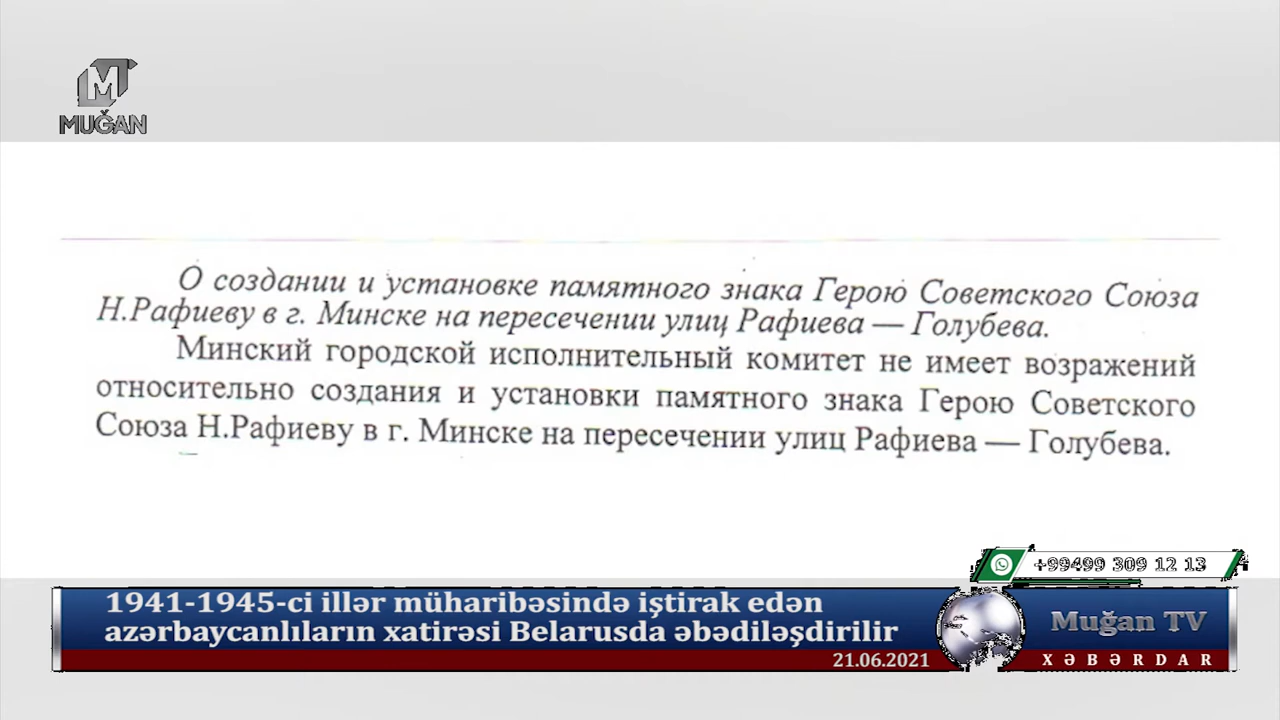 MUĞAN
О создании и установке памятного знака Герою Советского Союза
Н.Рафиеву в г. Минске на пересечении улиц Рафиева — Голубева.
Минский городской исполнительный комитет не имеет возражений
относительно создания и установки памятного знака Герою Советского
Союза Н.Рафиеву в г. Минске на пересечении улиц Рафиева — Голубева.
+99499 309 12 13
1941-1945-ci illər müharibəsində iştirak edən
azərbaycanlıların xatirəsi Belarusda əbədiləşdirilir
Muğan TV
21.06.2021
XƏBƏRDAR